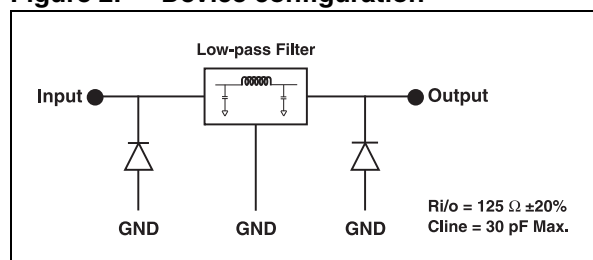 Figure 2. Device configuration
Low-pass Filter
Input
Output
GND
GND
GND
Ri/o = 125 Ω ±20%
Cline = 30 pF Max.